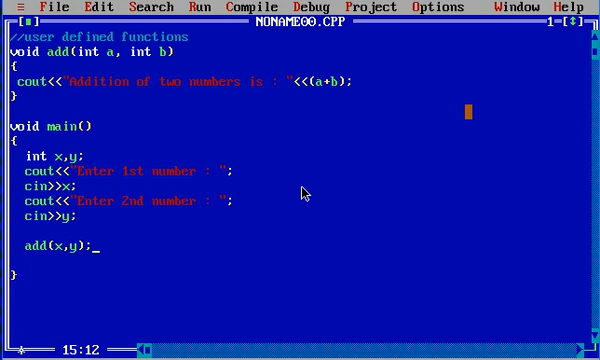 ≡ File Edit Search Run Compile Debug Project Options Window Help
[■] NONAME00.CPP 1=[↕]
//user defined functions
void add(int a, int b)
{
cout<<"Addition of two numbers is : "<<(a+b);
}
void main()
{
int x,y;
cout<<"Enter 1st number : ";
cin>>x;
cout<<"Enter 2nd number : ";
cin>>y;
add(x,y);_
}
* 15:12